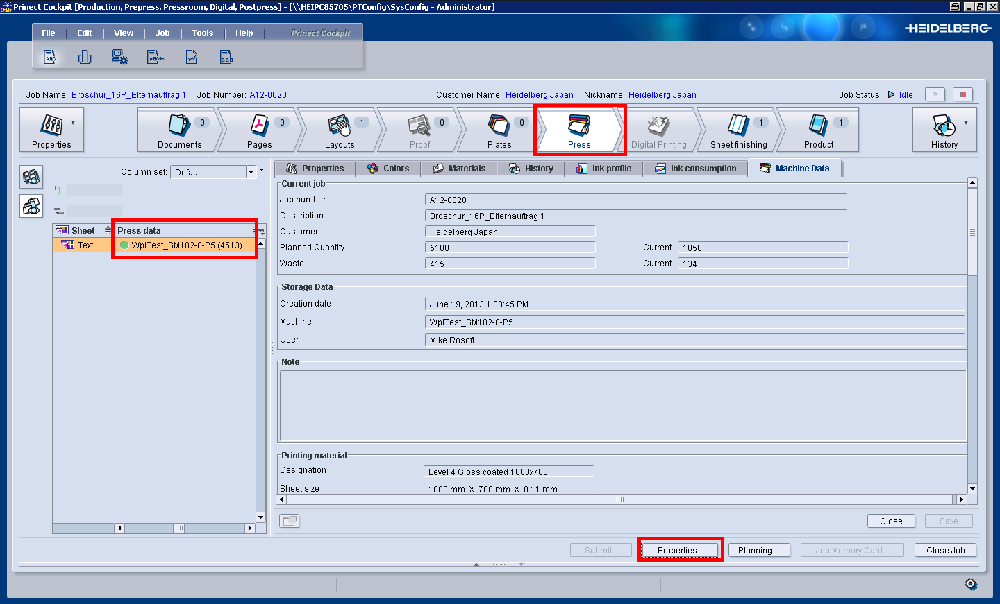 Prinect Cockpit [Production, Prepress, Pressroom, Digital, Postpress] - [\\HEIPC85705\PTConfig\SysConfig - Administrator]
File Edit View Job Tools Help Prinect Cockpit
HEIDELBERG
Job Name: Broschur_16P_Elternauftrag 1 Job Number: A12-0020 Customer Name: Heidelberg Japan Nickname: Heidelberg Japan Job Status: Idle
0 0 1 0 0 1 1
Properties Documents Pages Layouts Proof Plates Press Digital Printing Sheet finishing Product History
Column set: Default *
Properties Colors Materials History Ink profile Ink consumption Machine Data
Sheet Press data
Text WpiTest_SM102-8-P5 (4513)
Current job
Job number A12-0020
Description Broschur_16P_Elternauftrag 1
Customer Heidelberg Japan
Planned Quantity 5100 Current 1850
Waste 415 Current 134
Storage Data
Creation date June 19, 2013 1:08:45 PM
Machine WpiTest_SM102-8-P5
User Mike Rosoft
Note
Printing material
Designation Level 4 Gloss coated 1000x700
Sheet size 1000 mm X 700 mm X 0.11 mm
Close Save
Submit... Properties... Planning... Job Memory Card... Close Job